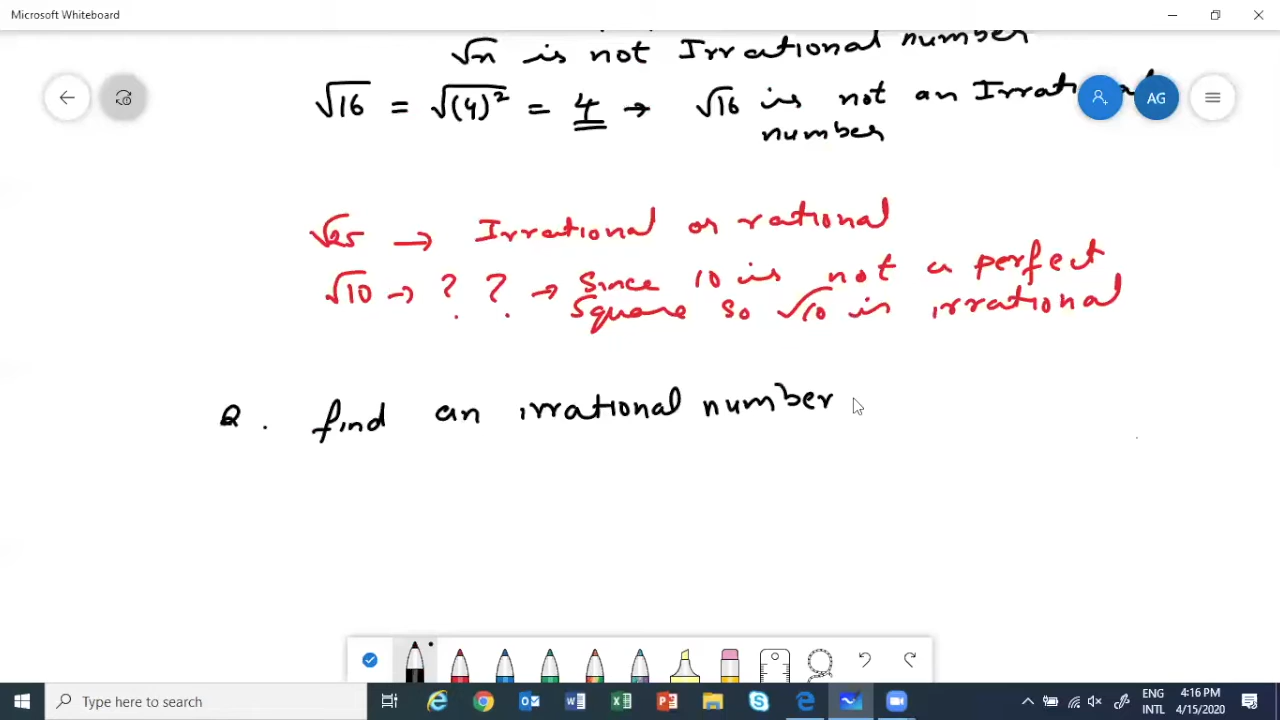 Microsoft Whiteboard
√n is not Irrational number
√16 = √(4)² = 4 → √16 is not an
AG
number
√25 → Irrational or rational
√10 → ? ? → Since 10 is not a perfect
square so √10 is irrational
Q. find an irrational number
Type here to search
ENG
INTL
4:16 PM
4/15/2020